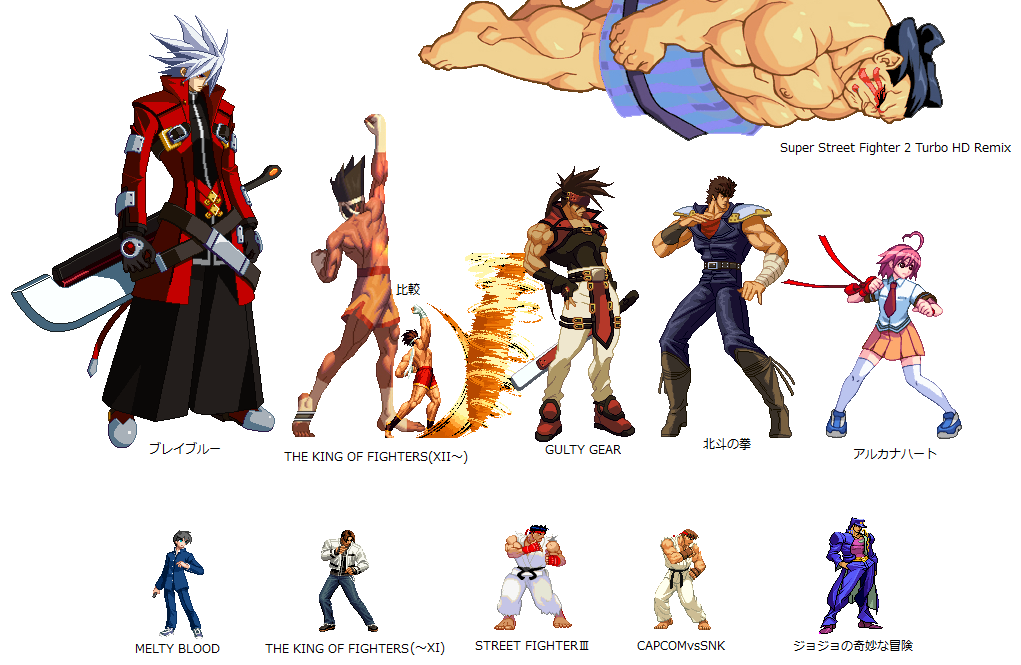 Super Street Fighter 2 Turbo HD Remix
比較
ブレイブルー
THE KING OF FIGHTERS(XII～)
GULTY GEAR
北斗の拳
アルカナハート
MELTY BLOOD
THE KING OF FIGHTERS(～XI)
STREET FIGHTERⅢ
CAPCOMvsSNK
ジョジョの奇妙な冒険